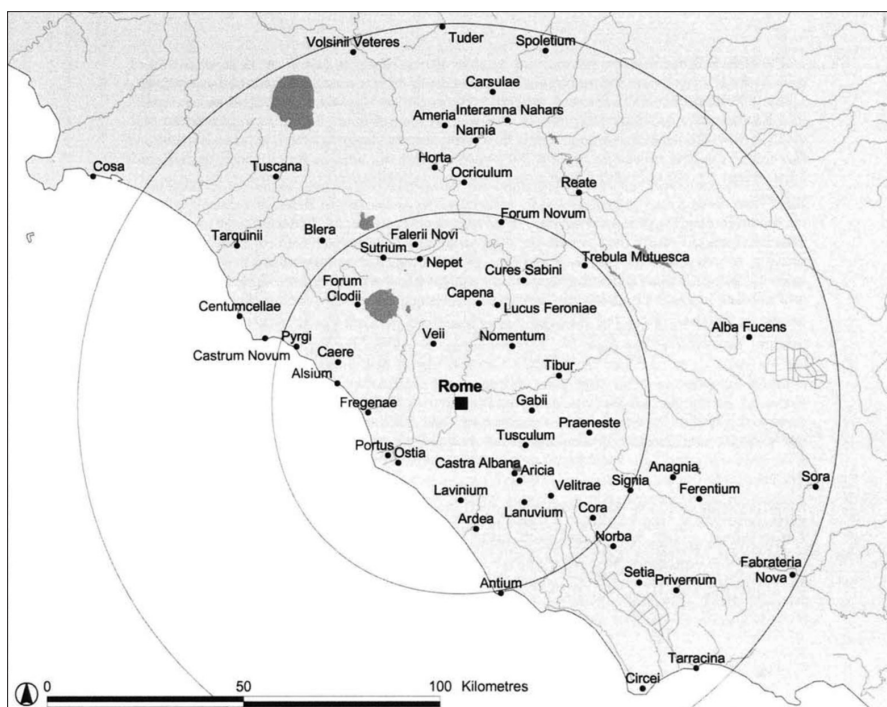 Volsinii Veteres
Tuder
Spoletium
Carsulae
Ameria
Interamna Nahars
Narnia
Cosa
Tuscana
Horta
Ocriculum
Reate
Forum Novum
Tarquinii
Blera
Falerii Novi
Sutrium
Nepet
Trebula Mutuesca
Cures Sabini
Forum
Clodii
Capena
Lucus Feroniae
Centumcellae
Alba Fucens
Pyrgi
Veii
Nomentum
Castrum Novum
Caere
Tibur
Alsium
Rome
Fregenae
Gabii
Praeneste
Tusculum
Portus
Ostia
Castra Albana
Aricia
Anagnia
Signia
Ferentium
Sora
Lavinium
Velitrae
Lanuvium
Cora
Ardea
Norba
Fabrateria
Nova
Setia
Privernum
Antium
Tarracina
Circei
0
50
100
Kilometres